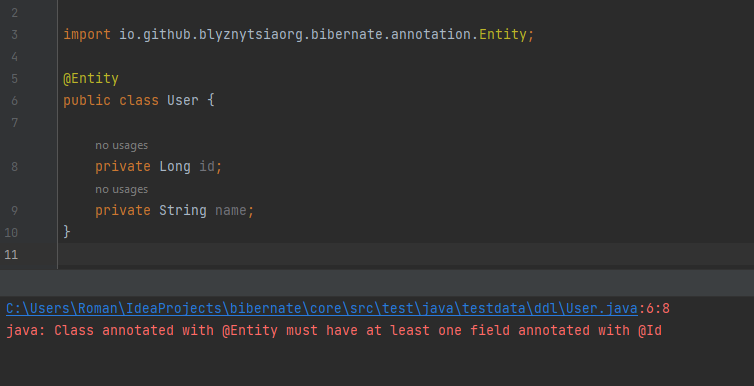 2
3 import io.github.blyznytsiaorg.bibernate.annotation.Entity;
4
5 @Entity
6 public class User {
7
no usages
8 private Long id;
no usages
9 private String name;
10 }
11
C:\Users\Roman\IdeaProjects\bibernate\core\src\test\java\testdata\ddl\User.java:6:8
java: Class annotated with @Entity must have at least one field annotated with @Id